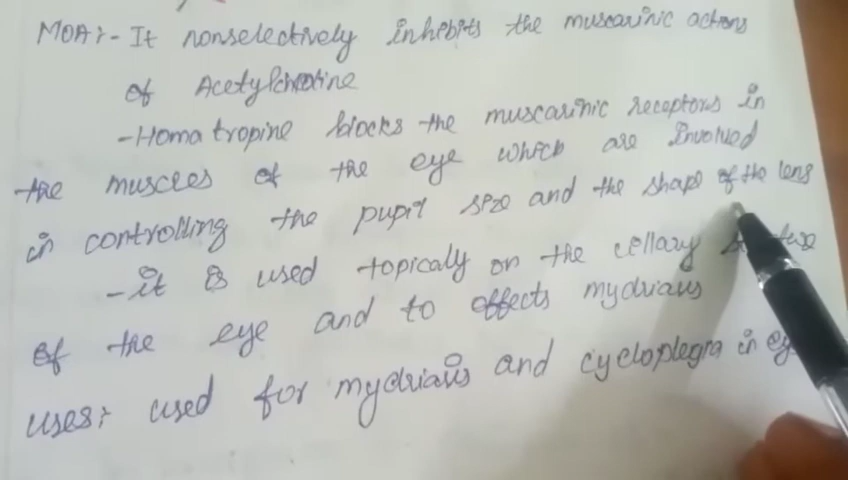 MOA:- It nonselectively inhibits the muscarinic actions
of Acetylcholine
- Homatropine blocks the muscarinic receptors in
the muscles of the eye which are involved
in controlling the pupil size and the shape of the lens
- it is used topicaly on the cellary
of the eye and to effects mydriasis
uses:- used for mydriasis and cycloplegia in